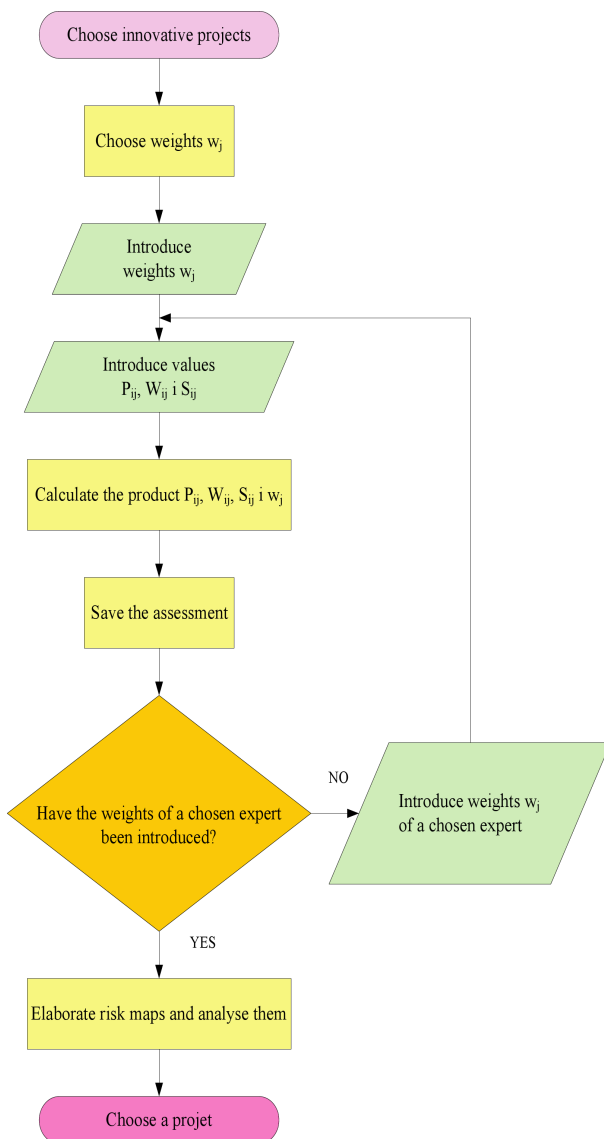 Choose innovative projects
Choose weights wj
Introduce
weights wj
Introduce values
Pij, Wij i Sij
Calculate the product Pij, Wij, Sij i wj
Save the assessment
Have the weights of a chosen expert
been introduced?
NO
Introduce weights wj
of a chosen expert
YES
Elaborate risk maps and analyse them
Choose a projet